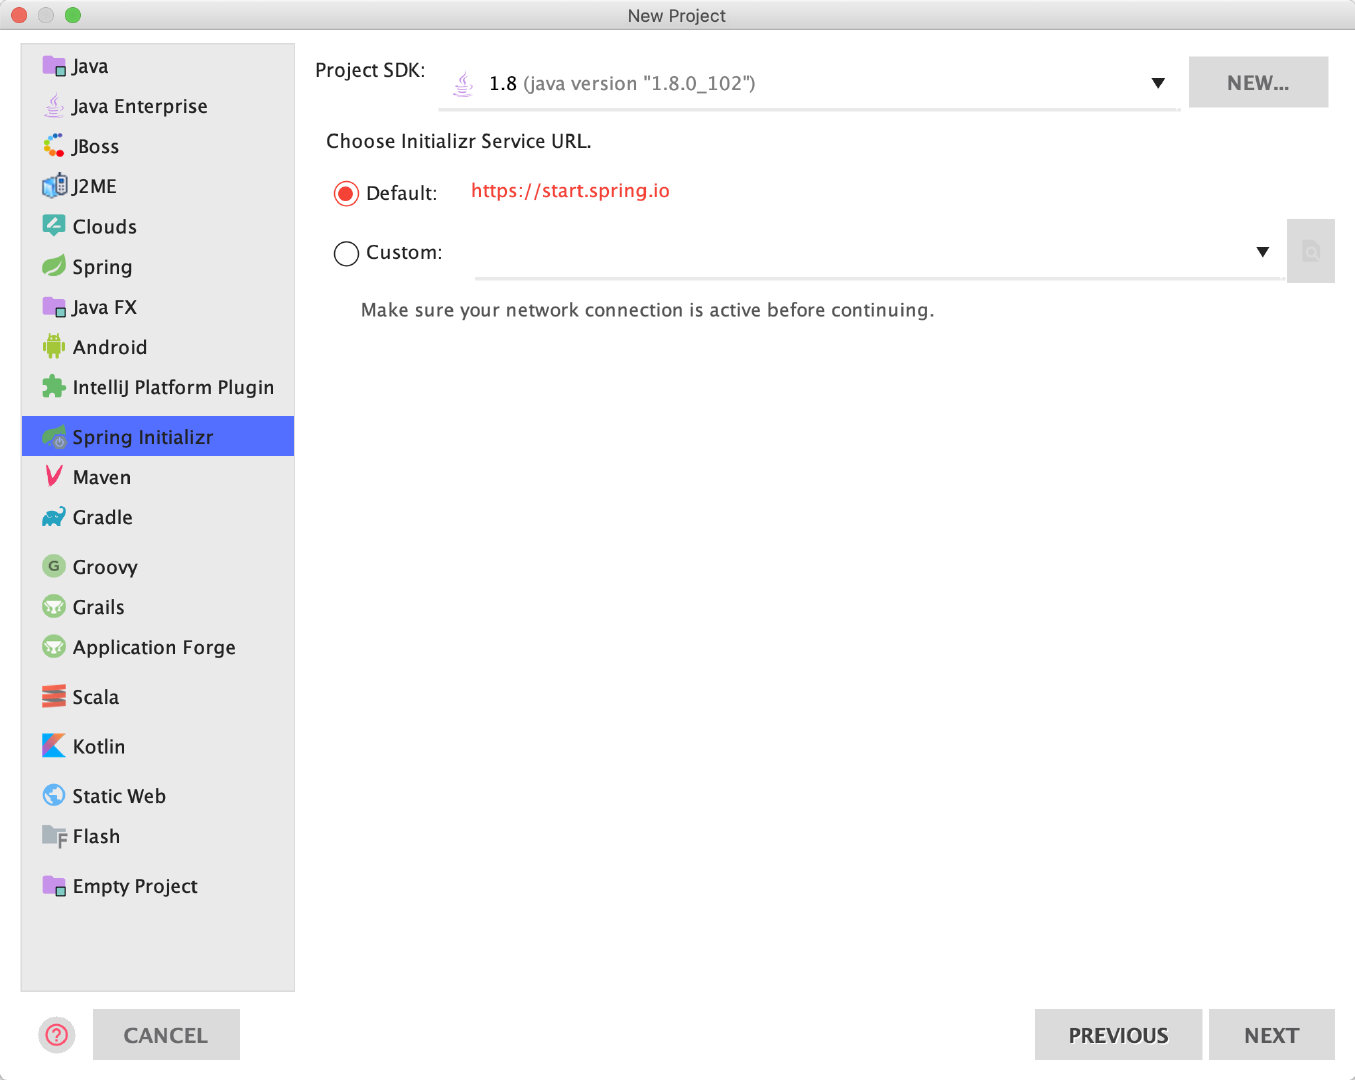 New Project
Java
Java Enterprise
JBoss
J2ME
Clouds
Spring
Java FX
Android
IntelliJ Platform Plugin
Spring Initializr
Maven
Gradle
G Groovy
Grails
Application Forge
Scala
Kotlin
Static Web
F Flash
Empty Project
Project SDK: 1.8 (java version "1.8.0_102") NEW...
Choose Initializr Service URL.
Default: https://start.spring.io
Custom:
Make sure your network connection is active before continuing.
? CANCEL PREVIOUS NEXT